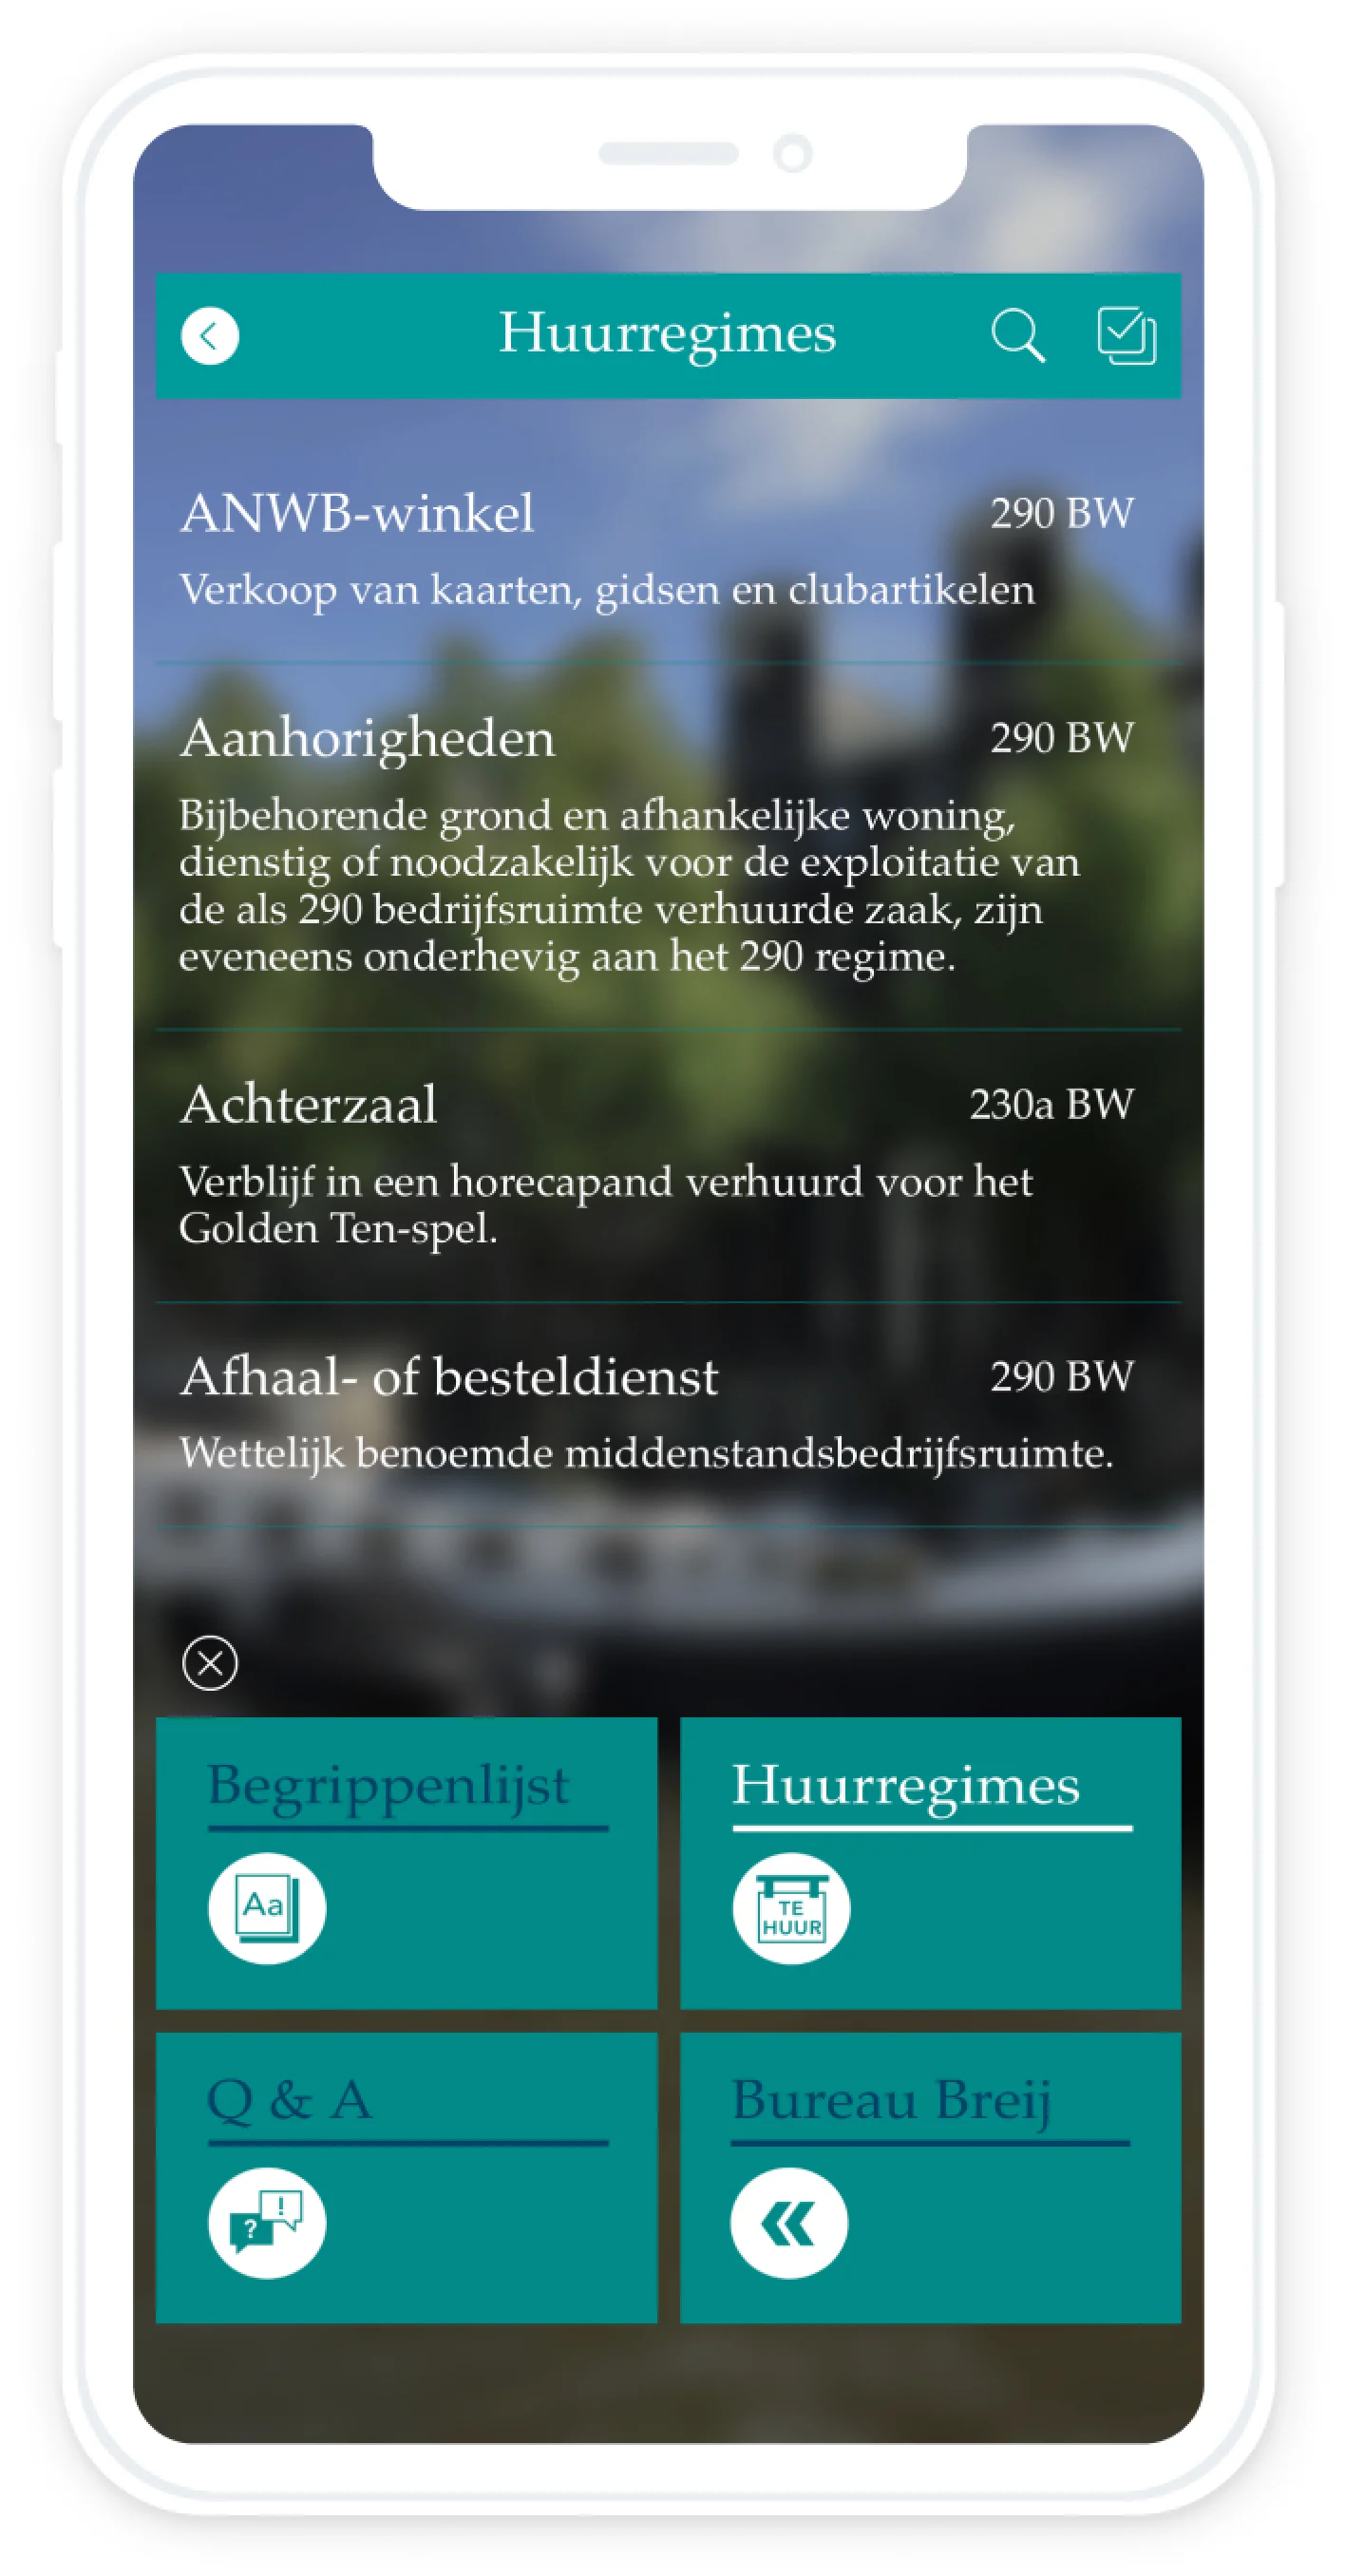 Huurregimes
ANWB-winkel 290 BW
Verkoop van kaarten, gidsen en clubartikelen
Aanhorigheden 290 BW
Bijbehorende grond en afhankelijke woning,
dienstig of noodzakelijk voor de exploitatie van
de als 290 bedrijfsruimte verhuurde zaak, zijn
eveneens onderhevig aan het 290 regime.
Achterzaal 230a BW
Verblijf in een horecapand verhuurd voor het
Golden Ten-spel.
Afhaal- of besteldienst 290 BW
Wettelijk benoemde middenstandsbedrijfsruimte.
Begrippenlijst
Aa
Huurregimes
TE
HUUR
Q & A
? !
Bureau Breij